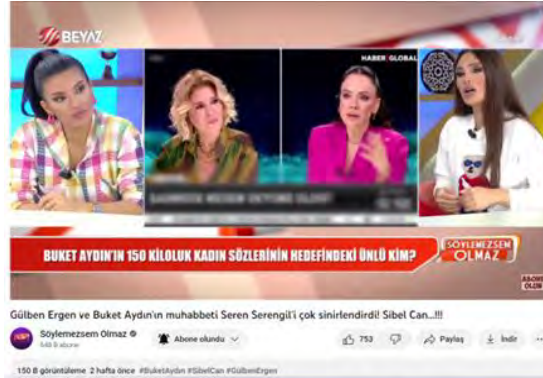 BEYAZ
HABER GLOBAL
BUKET AYDIN'IN 150 KİLOLUK KADIN SÖZLERİNİN HEDEFİNDEKİ ÜNLÜ KİM?
SÖYLEMEZSEM
OLMAZ
ABONE
OLUN
Gülben Ergen ve Buket Aydın'ın muhabbeti Seren Serengil'i çok sinirlendirdi! Sibel Can...!!!
Söylemezsem Olmaz
Abone olundu
753
Paylaş
İndir
150 B görüntüleme 2 hafta önce #BuketAydın #SibelCan #GülbenErgen